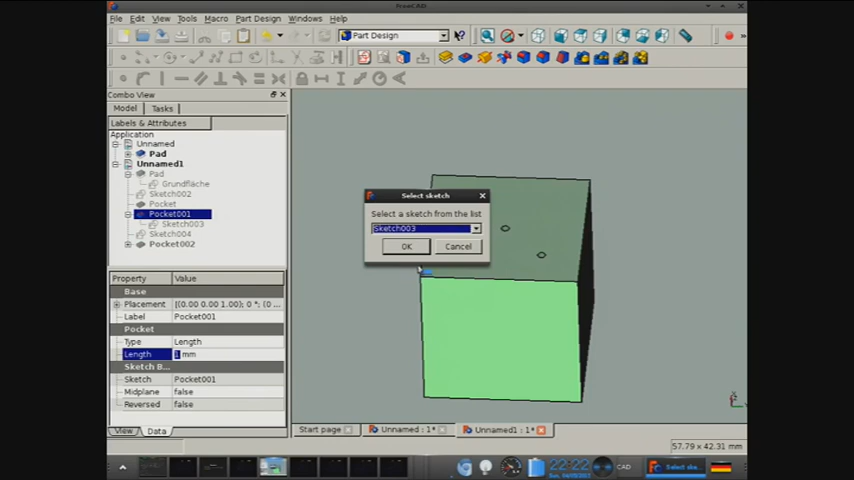 FreeCAD
File Edit View Tools Macro Part Design Windows Help
Part Design
Combo View
Model Tasks
Labels & Attributes
Application
Unnamed
Pad
Unnamed1
Pad
Grundfläche
Sketch002
Pocket
Pocket001
Sketch003
Sketch004
Pocket002
Property Value
Base
Placement [(0.00 0.00 1.00); 0 °; (0 ...
Label Pocket001
Pocket
Type Length
Length 1 mm
Sketch B...
Sketch Pocket001
Midplane false
Reversed false
View Data
Select sketch
Select a sketch from the list
Sketch003
OK Cancel
Start page Unnamed : 1* Unnamed1 : 1*
57.79 x 42.31 mm
22:22
CAD
Select ske...